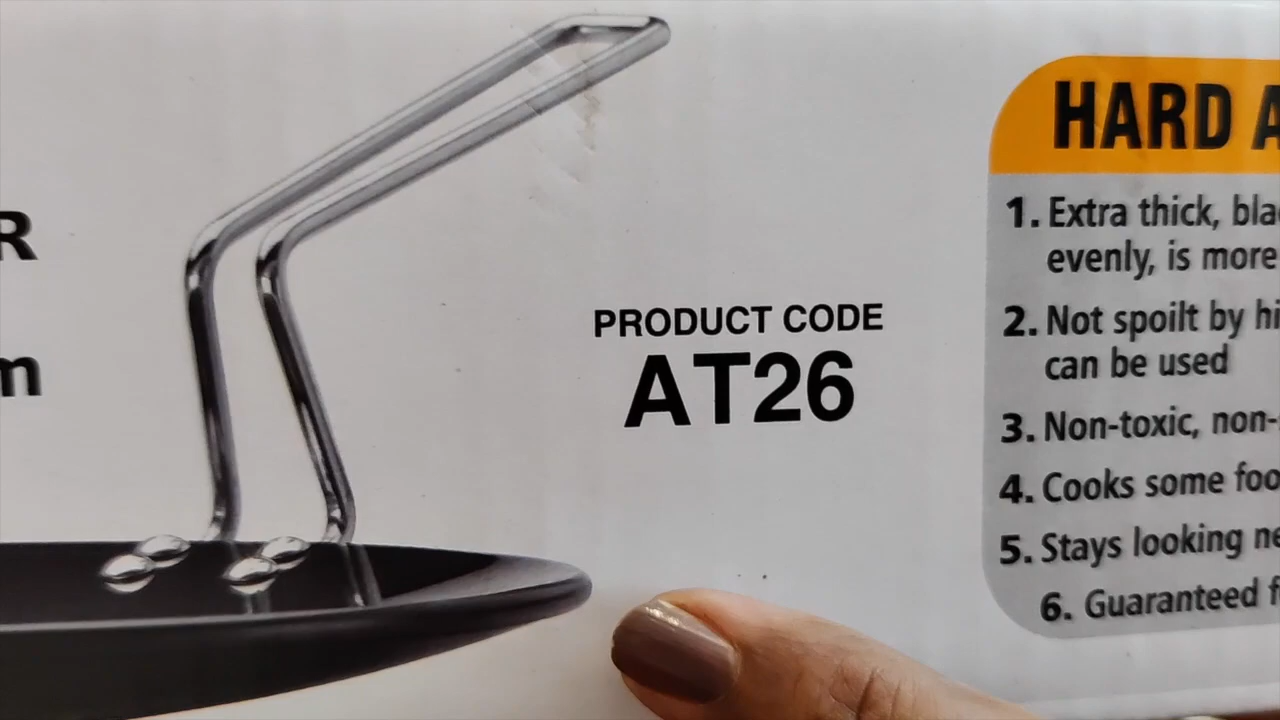 R
m
PRODUCT CODE
AT26
HARD A
1. Extra thick, bla
evenly, is more
2. Not spoilt by hi
can be used
3. Non-toxic, non-
4. Cooks some foo
5. Stays looking ne
6. Guaranteed f